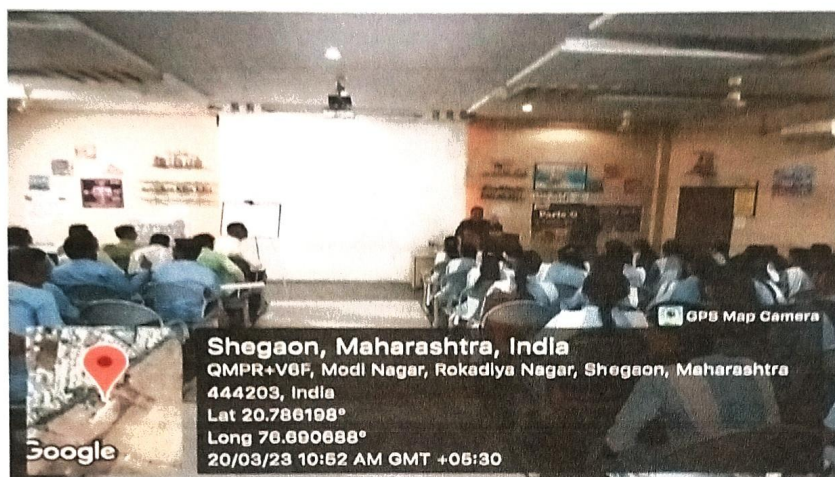 GPS Map Camera
Shegaon, Maharashtra, India
QMPR+V6F, Modi Nagar, Rokadiya Nagar, Shegaon, Maharashtra
444203, India
Lat 20.786198°
Long 76.690688°
20/03/23 10:52 AM GMT +05:30
Google